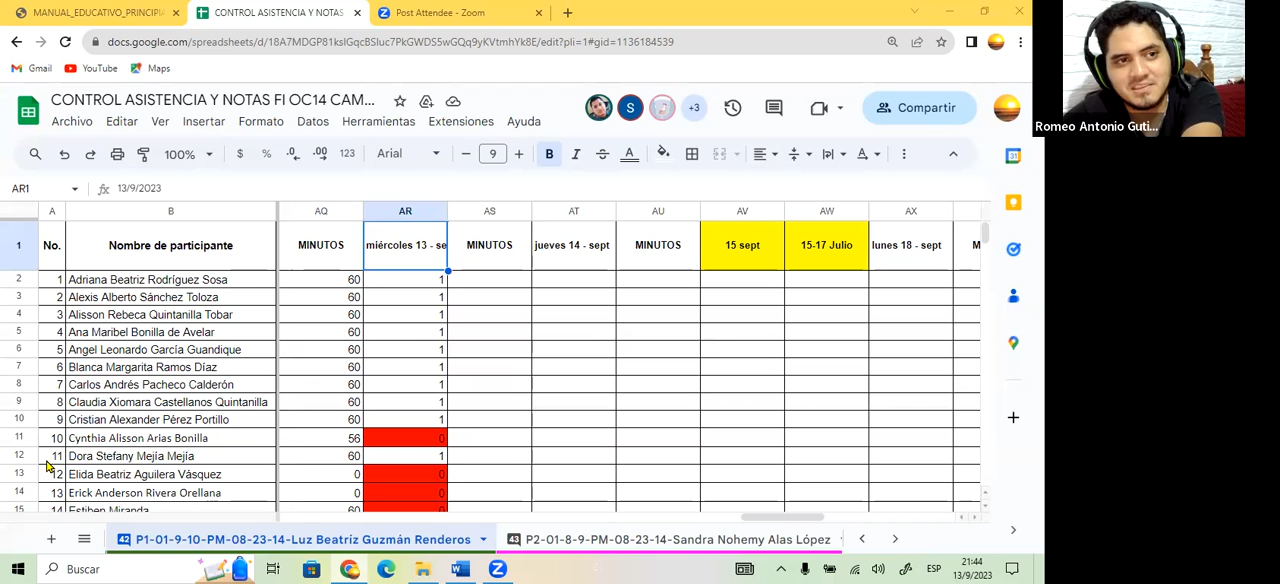 MANUAL_EDUCATIVO_PRINCIPIA
CONTROL ASISTENCIA Y NOTAS
Post Attendee - Zoom
docs.google.com/spreadsheets/d/18A7MDGP81kslGqcBSluc7PkGWDS5wGQq9yKVtmhYk8E/edit?pli=1#gid=1136184539
Gmail YouTube Maps
CONTROL ASISTENCIA Y NOTAS FI OC14 CAM...
Archivo Editar Ver Insertar Formato Datos Herramientas Extensiones Ayuda
S +3 Compartir
100% $ % .0 .00 123 Arial 9 B I
AR1 fx 13/9/2023
A B AQ AR AS AT AU AV AW AX
1 No. Nombre de participante MINUTOS miércoles 13 - se MINUTOS jueves 14 - sept MINUTOS 15 sept 15-17 Julio lunes 18 - sept M
2 1 Adriana Beatriz Rodríguez Sosa 60 1
3 2 Alexis Alberto Sánchez Toloza 60 1
4 3 Alisson Rebeca Quintanilla Tobar 60 1
5 4 Ana Maribel Bonilla de Avelar 60 1
6 5 Angel Leonardo García Guandique 60 1
7 6 Blanca Margarita Ramos Díaz 60 1
8 7 Carlos Andrés Pacheco Calderón 60 1
9 8 Claudia Xiomara Castellanos Quintanilla 60 1
10 9 Cristian Alexander Pérez Portillo 60 1
11 10 Cynthia Alisson Arias Bonilla 56 0
12 11 Dora Stefany Mejía Mejía 60 1
13 12 Elida Beatriz Aguilera Vásquez 0 0
14 13 Erick Anderson Rivera Orellana 0 0
15 14 Estiben Miranda 60
42 P1-01-9-10-PM-08-23-14-Luz Beatríz Guzmán Renderos
43 P2-01-8-9-PM-08-23-14-Sandra Nohemy Alas López
Buscar
ESP
21:44
13/9/2023
Romeo Antonio Guti...